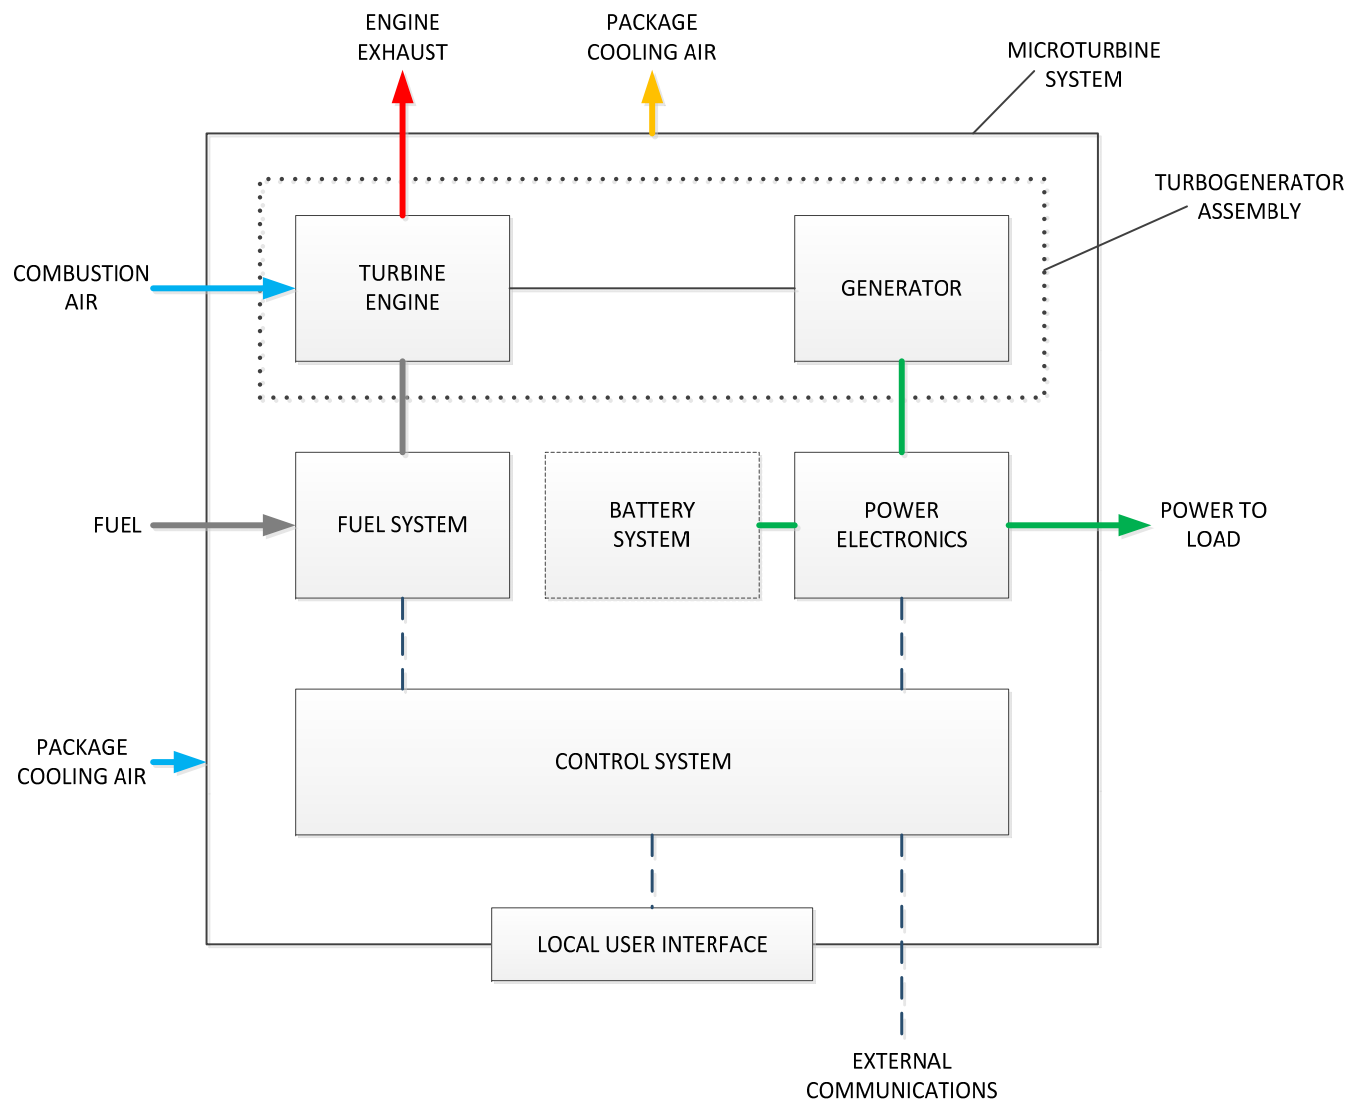 ENGINE
EXHAUST
PACKAGE
COOLING AIR
MICROTURBINE
SYSTEM
TURBOGENERATOR
ASSEMBLY
COMBUSTION
AIR
TURBINE
ENGINE
GENERATOR
FUEL
FUEL SYSTEM
BATTERY
SYSTEM
POWER
ELECTRONICS
POWER TO
LOAD
PACKAGE
COOLING AIR
CONTROL SYSTEM
LOCAL USER INTERFACE
EXTERNAL
COMMUNICATIONS